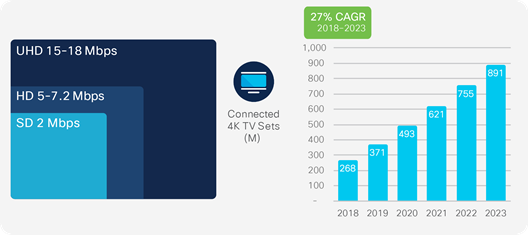 27% CAGR
2018-2023
UHD 15-18 Mbps
HD 5-7.2 Mbps
SD 2 Mbps
Connected
4K TV Sets
(M)
1,000
900
800
700
600
500
400
300
200
100
-
268
371
493
621
755
891
2018 2019 2020 2021 2022 2023